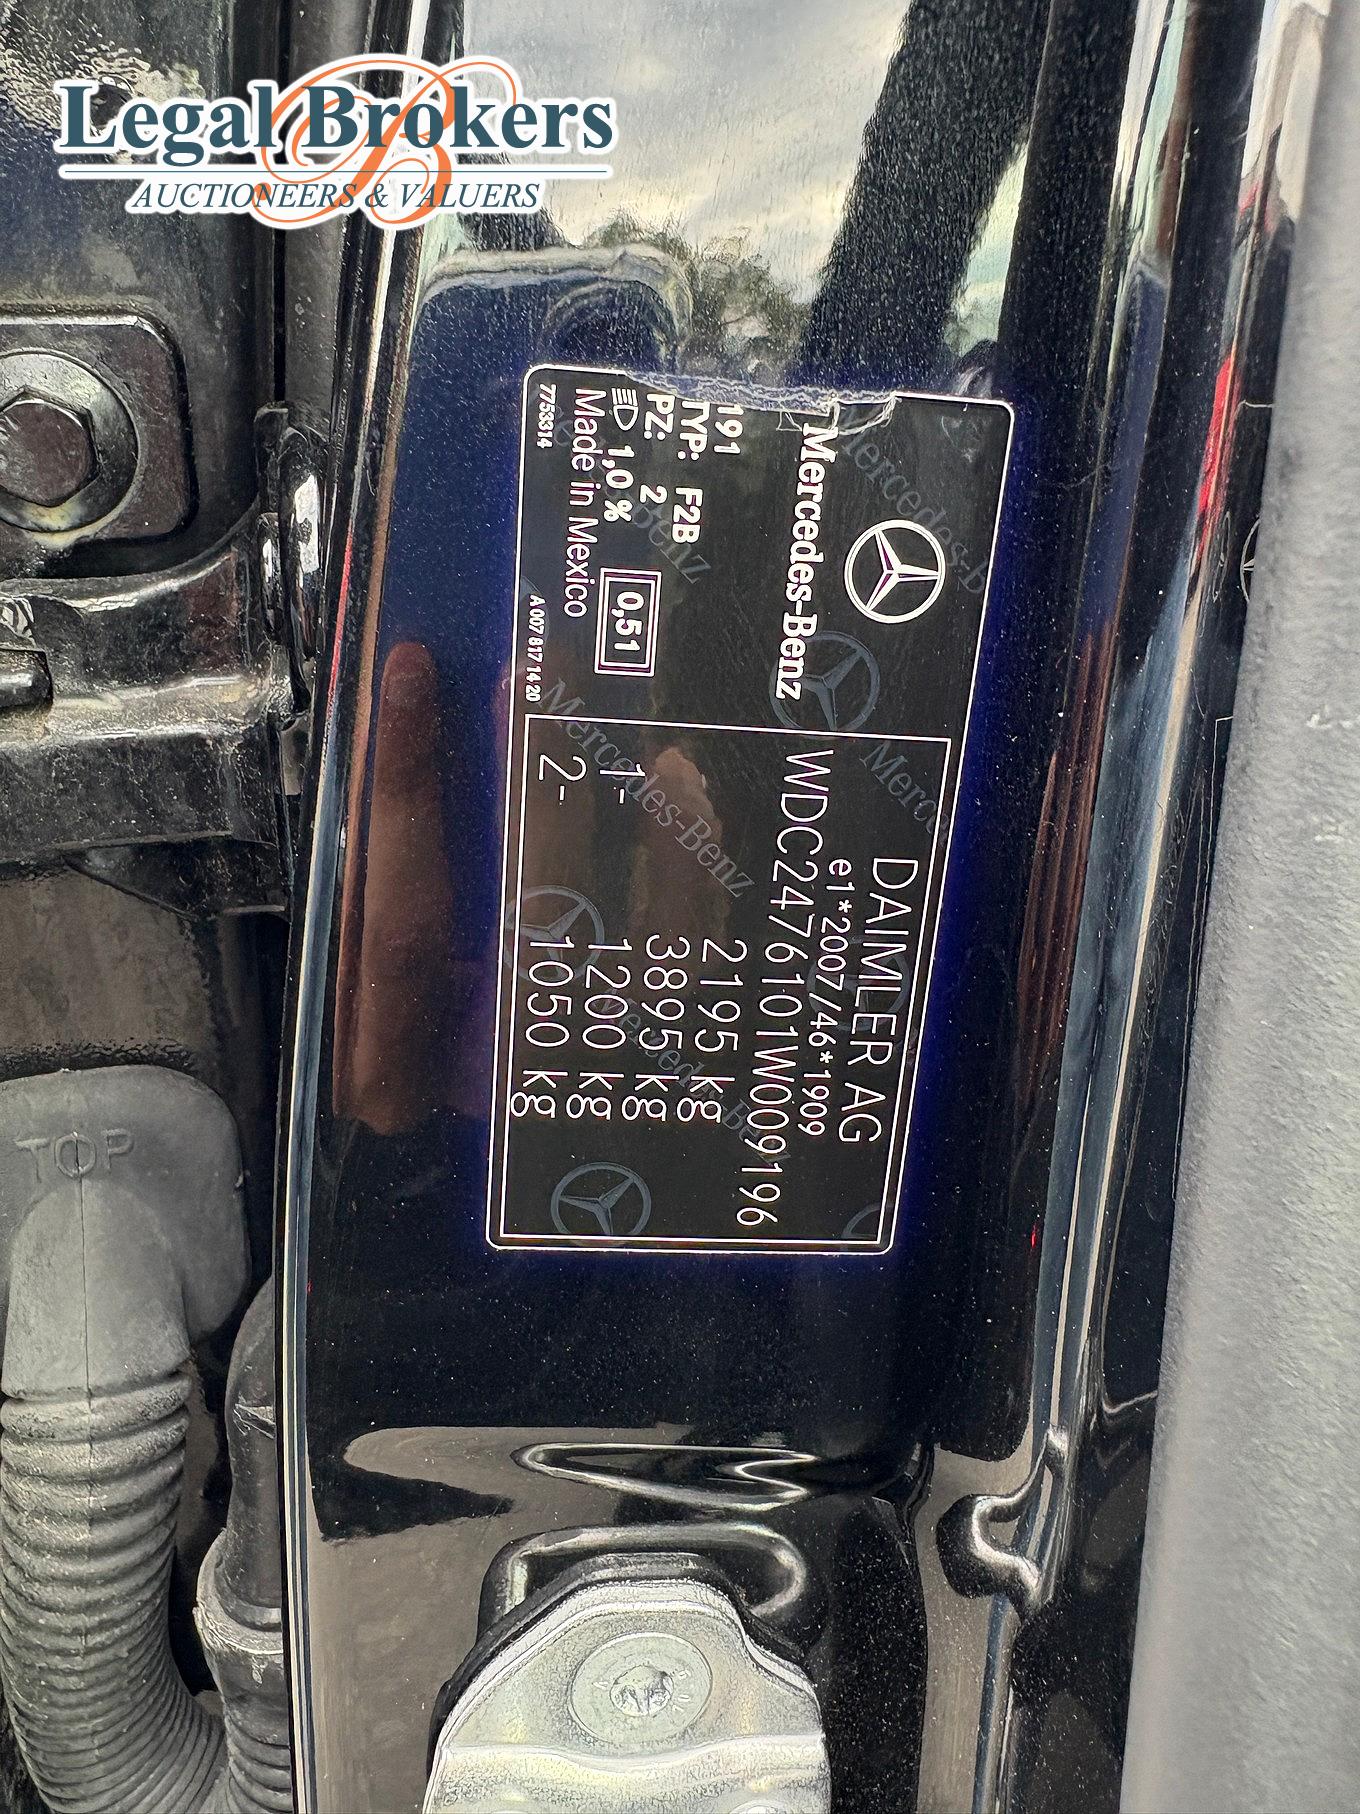 Legal Brokers
AUCTIONEERS & VALUERS
Mercedes-Benz
191
TYP: F2B
PZ: 2
1,0% 0,51
Made in Mexico
7753314 A 007 817 14 20
DAIMLER AG
e1*2007/46*1909
WDC2476101W009196
2195 kg
3895 kg
1- 1200 kg
2- 1050 kg
TOP